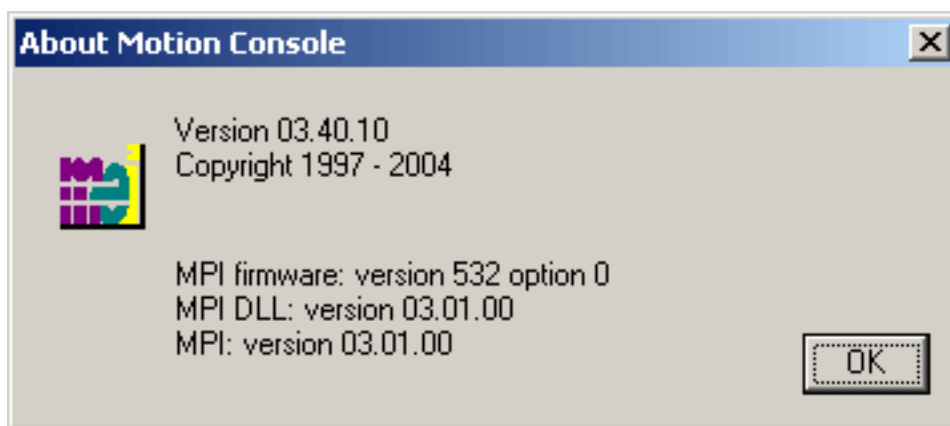 About Motion Console
Version 03.40.10
Copyright 1997 - 2004
mei
MPI firmware: version 532 option 0
MPI DLL: version 03.01.00
MPI: version 03.01.00
OK